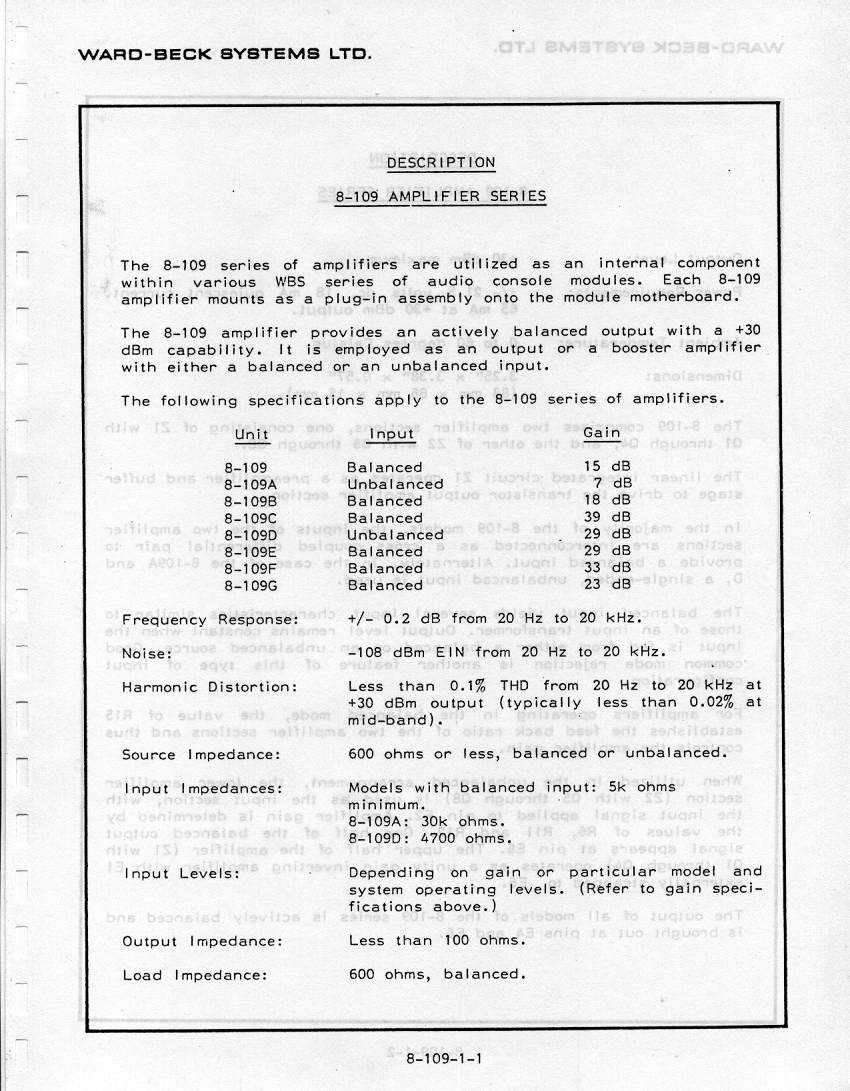 WARD-BECK SYSTEMS LTD.
DESCRIPTION
8-109 AMPLIFIER SERIES
The 8-109 series of amplifiers are utilized as an internal component
within various WBS series of audio console modules. Each 8-109
amplifier mounts as a plug-in assembly onto the module motherboard.
The 8-109 amplifier provides an actively balanced output with a +30
dBm capability. It is employed as an output or a booster amplifier
with either a balanced or an unbalanced input.
The following specifications apply to the 8-109 series of amplifiers.
Unit Input Gain
8-109 Balanced 15 dB
8-109A Unbalanced 7 dB
8-109B Balanced 18 dB
8-109C Balanced 39 dB
8-109D Unbalanced 29 dB
8-109E Balanced 29 dB
8-109F Balanced 33 dB
8-109G Balanced 23 dB
Frequency Response: +/- 0.2 dB from 20 Hz to 20 kHz.
Noise: -108 dBm EIN from 20 Hz to 20 kHz.
Harmonic Distortion: Less than 0.1% THD from 20 Hz to 20 kHz at
+30 dBm output (typically less than 0.02% at
mid-band).
Source Impedance: 600 ohms or less, balanced or unbalanced.
Input Impedances: Models with balanced input: 5k ohms
minimum.
8-109A: 30k ohms.
8-109D: 4700 ohms.
Input Levels: Depending on gain or particular model and
system operating levels. (Refer to gain speci-
fications above.)
Output Impedance: Less than 100 ohms.
Load Impedance: 600 ohms, balanced.
8-109-1-1